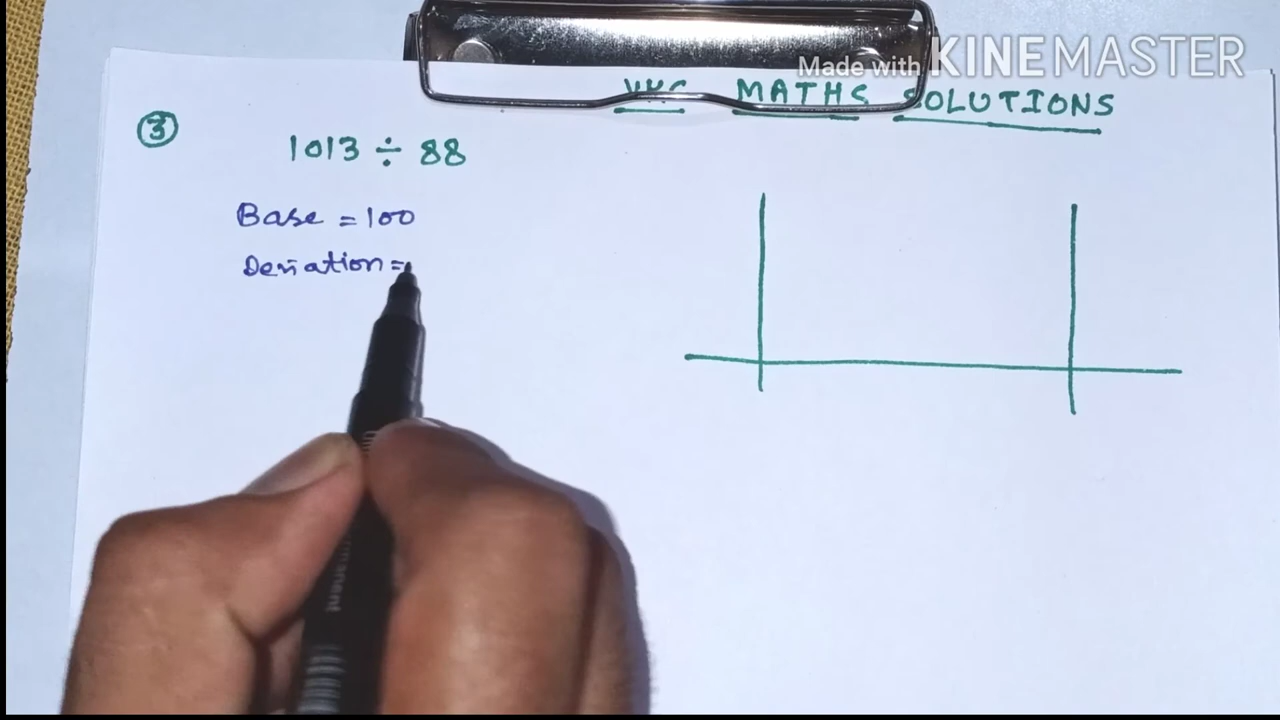 Made with KINEMASTER
MATHS SOLUTIONS
③
1013 ÷ 88
Base = 100
Deviation =